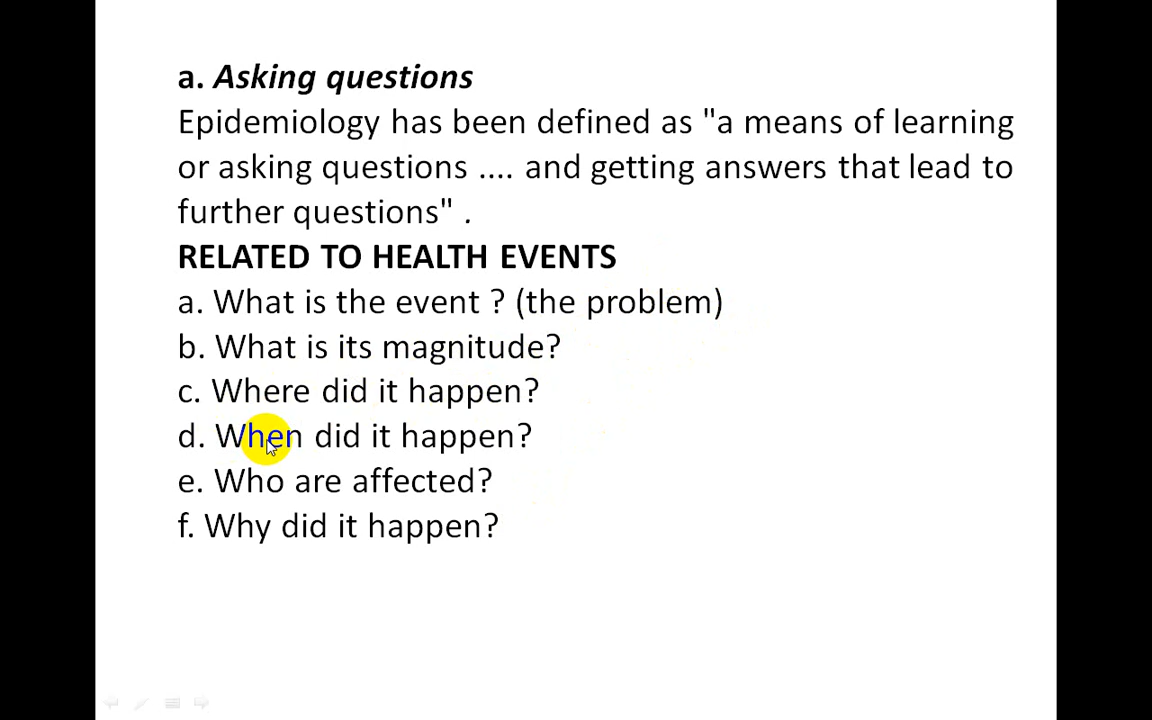 a. Asking questions
Epidemiology has been defined as "a means of learning
or asking questions .... and getting answers that lead to
further questions" .
RELATED TO HEALTH EVENTS
a. What is the event ? (the problem)
b. What is its magnitude?
c. Where did it happen?
d. When did it happen?
e. Who are affected?
f. Why did it happen?